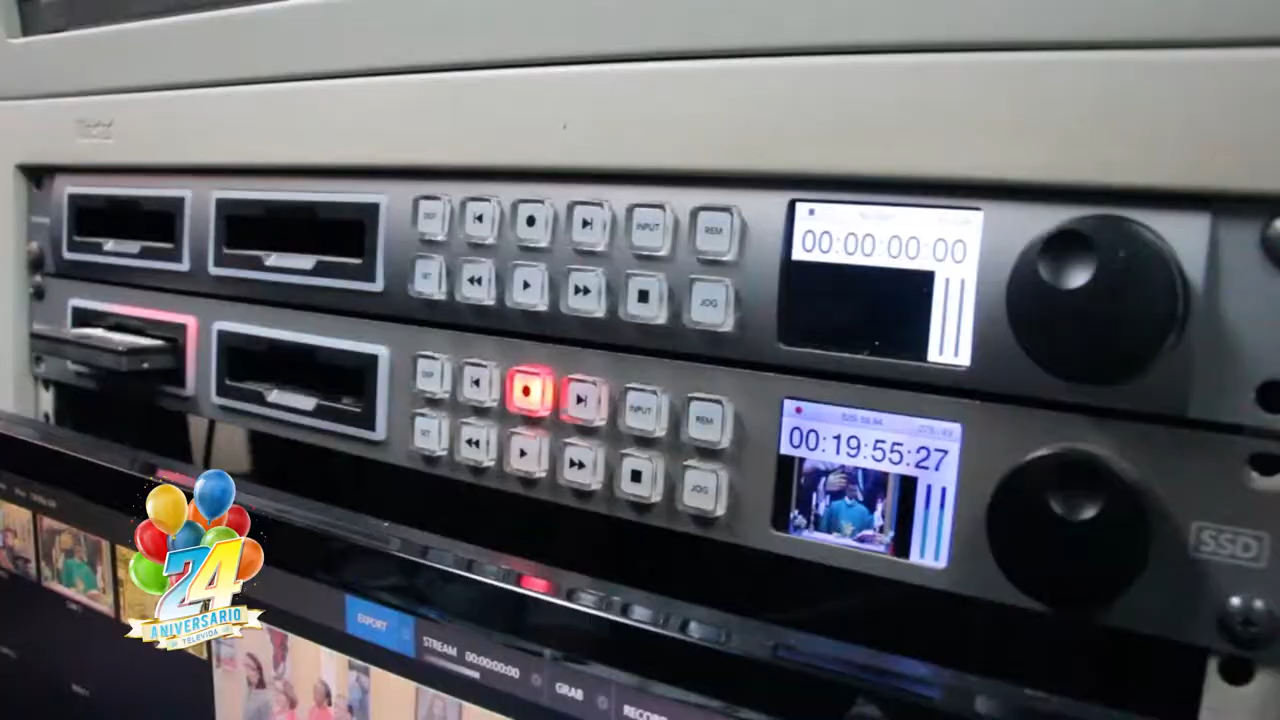 DISP
INPUT
REM
00:00:00:00
SET
JOG
DISP
INPUT
REM
00:19:55:27
SET
JOG
SSD
24
ANIVERSARIO
TELEVIDA
EXPORT
STREAM 00:00:00:00
GRAB
RECORD